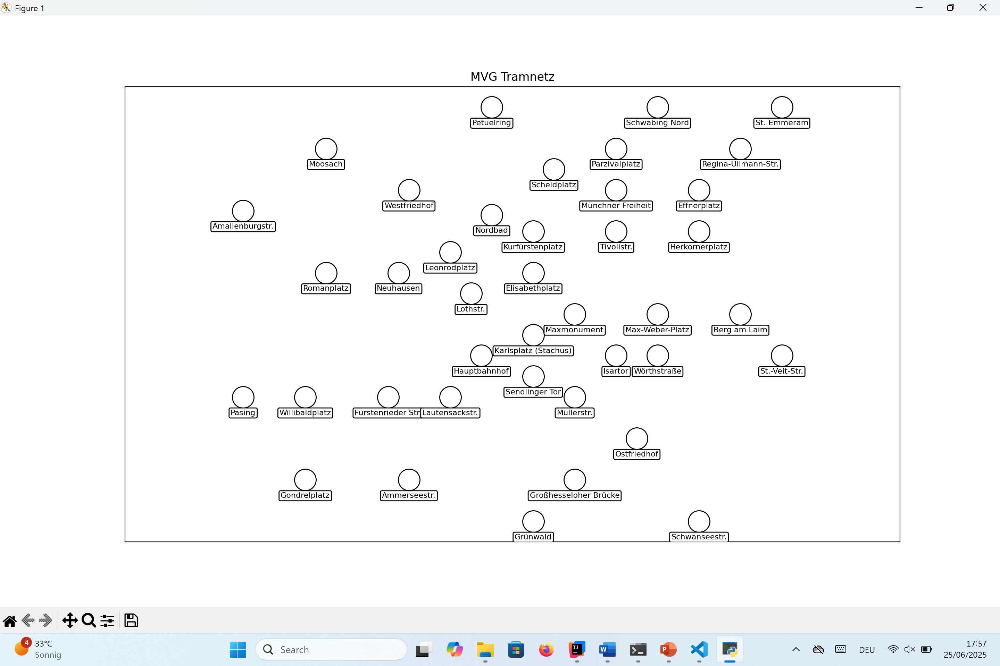 Figure 1
MVG Tramnetz
Petuelring
Schwabing Nord
St. Emmeram
Moosach
Parzivalplatz
Regina-Ullmann-Str.
Scheidplatz
Westfriedhof
Münchner Freiheit
Effnerplatz
Amalienburgstr.
Nordbad
Kurfürstenplatz
Tivolistr.
Herkornerplatz
Leonrodplatz
Romanplatz
Neuhausen
Elisabethplatz
Lothstr.
Maxmonument
Max-Weber-Platz
Berg am Laim
Karlsplatz (Stachus)
Hauptbahnhof
Isartor
Wörthstraße
St.-Veit-Str.
Sendlinger Tor
Pasing
Willibaldplatz
Fürstenrieder Str
Lautensackstr.
Müllerstr.
Ostfriedhof
Gondrelplatz
Ammerseestr.
Großhesseloher Brücke
Grünwald
Schwanseestr.
4
33°C
Sonnig
Search
IJ
W
P
DEU
17:57
25/06/2025